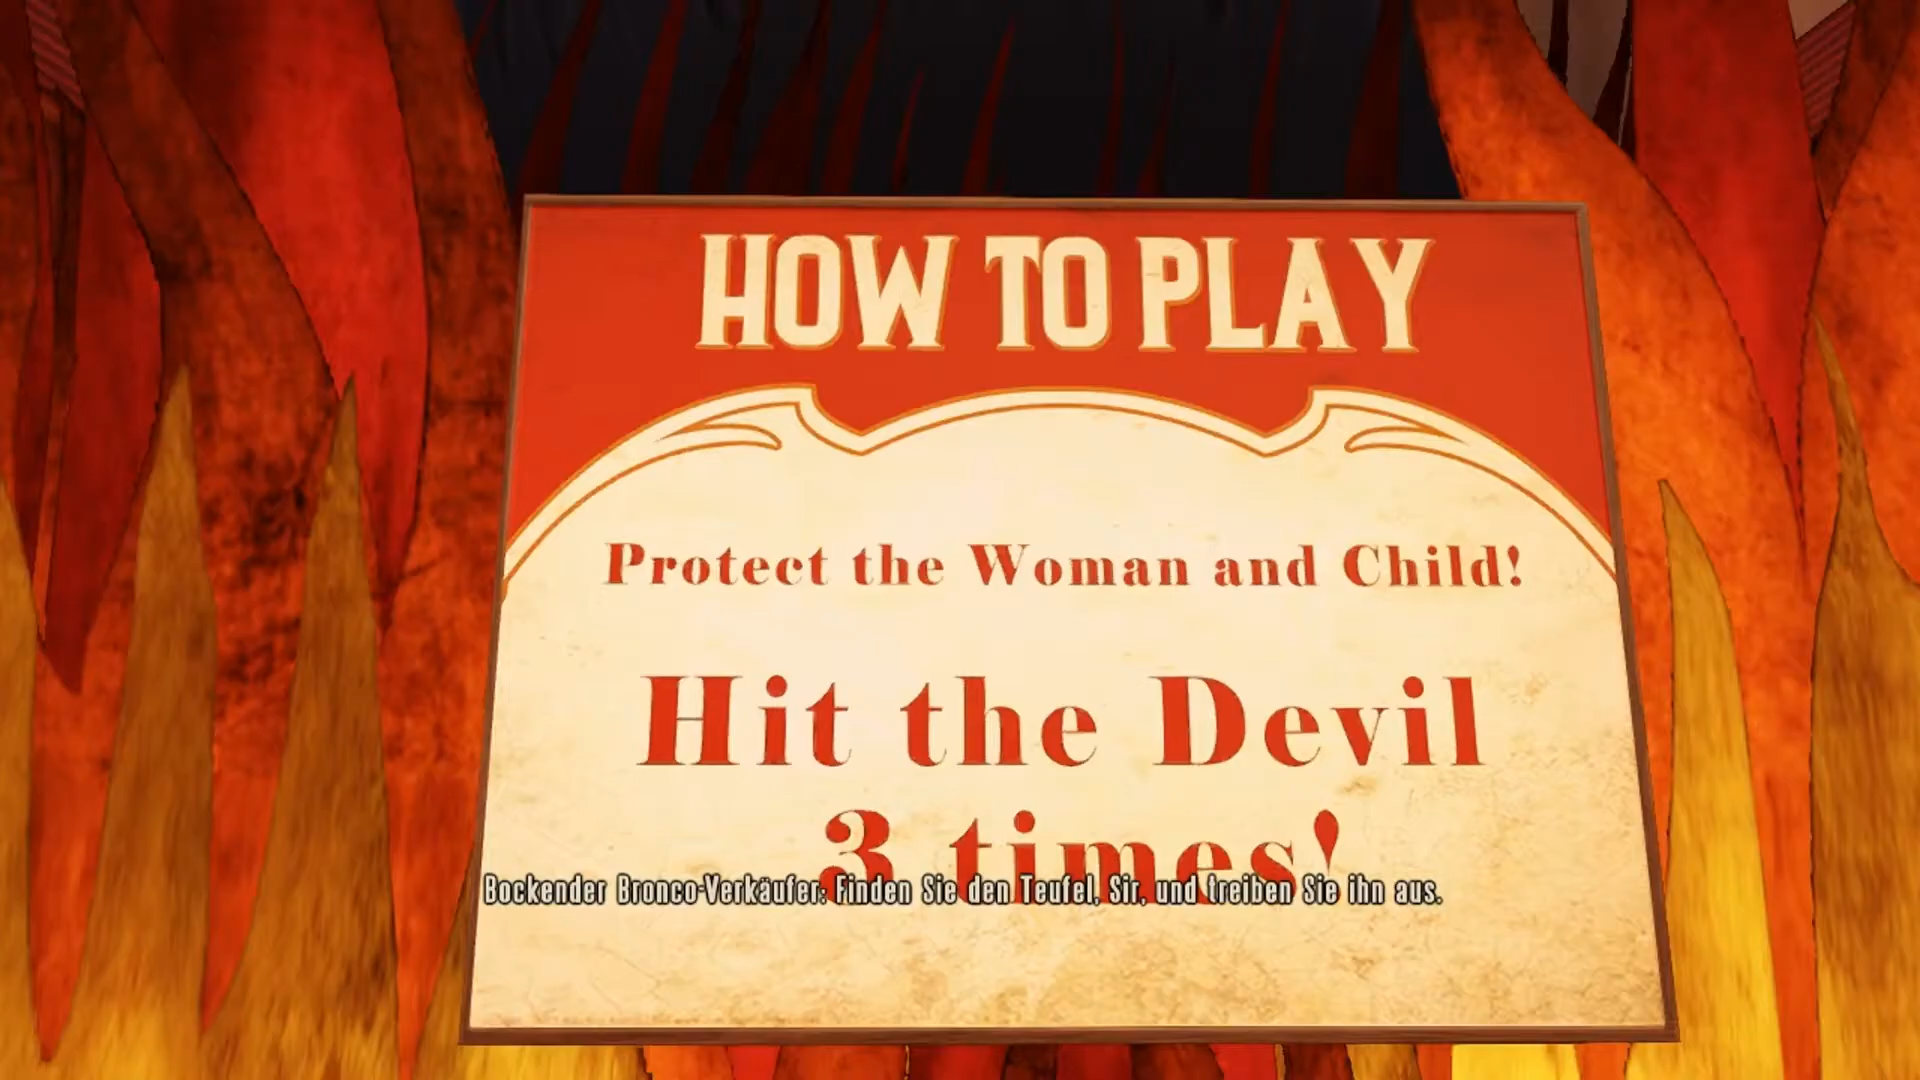 HOW TO PLAY
Protect the Woman and Child!
Hit the Devil
3 times!
Bockender Bronco-Verkäufer: Finden Sie den Teufel, Sir, und treiben Sie ihn aus.